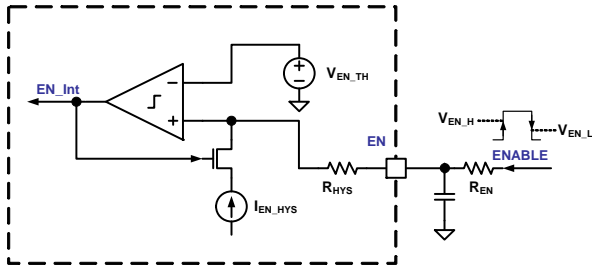 EN_Int
−
+
+
−
V_EN_TH
EN
R_HYS
I_EN_HYS
V_EN_H
V_EN_L
ENABLE
R_EN